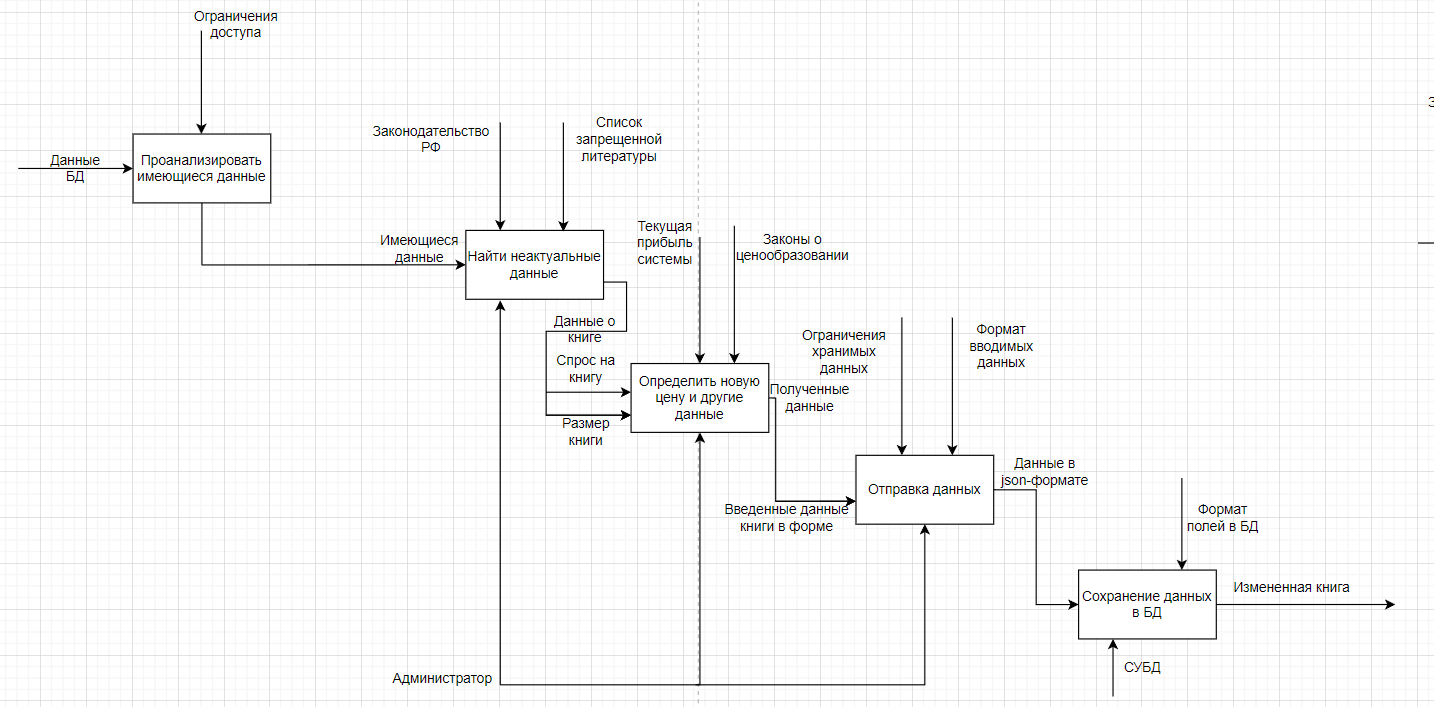 Ограничения
доступа
Данные
БД
Проанализировать
имеющиеся данные
Законодательство
РФ
Список
запрещенной
литературы
Имеющиеся
данные
Найти неактуальные
данные
Текущая
прибыль
системы
Законы о
ценообразовании
Данные о
книге
Спрос на
книгу
Размер
книги
Определить новую
цену и другие
данные
Полученные
данные
Ограничения
хранимых
данных
Формат
вводимых
данных
Введенные данные
книги в форме
Отправка данных
Данные в
json-формате
Формат
полей в БД
Сохранение данных
в БД
Измененная книга
Администратор
СУБД